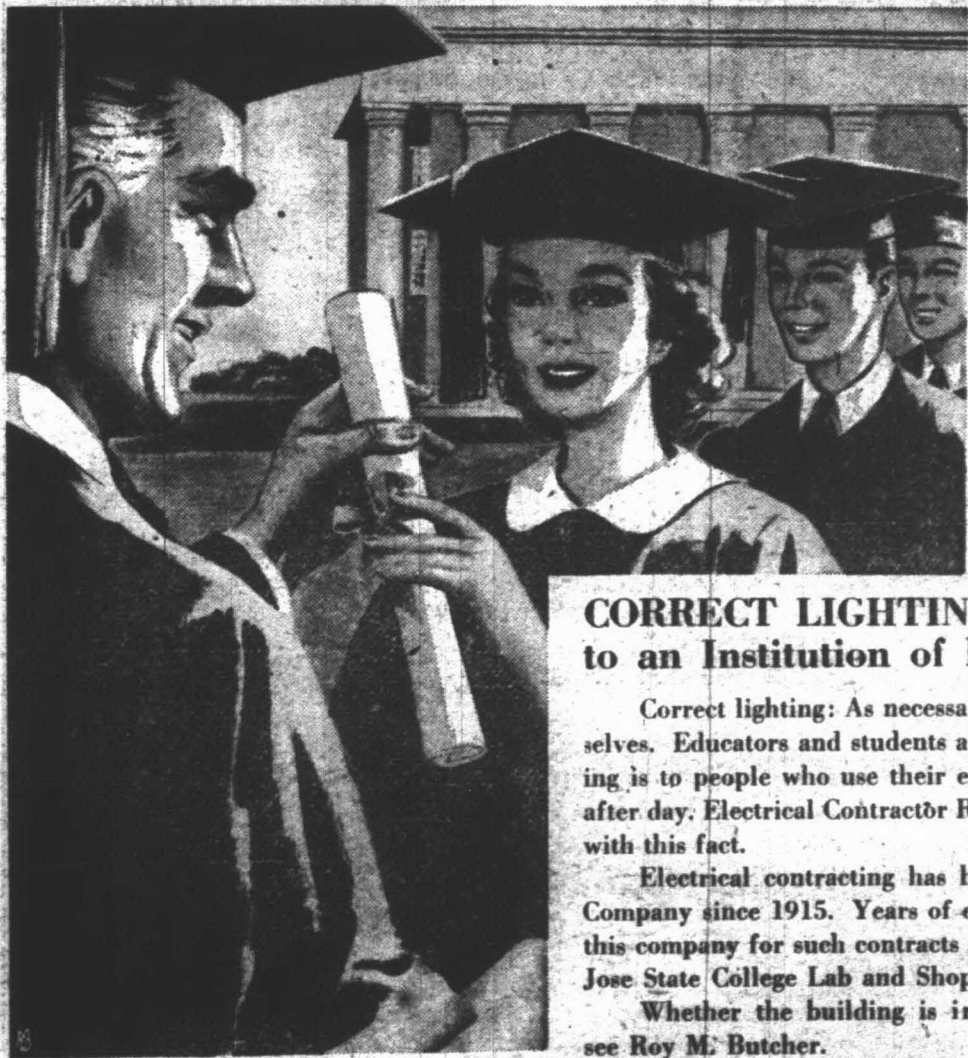 CORRECT LIGHTIN
to an Institution of
Correct lighting: As necessa
selves. Educators and students a
ing is to people who use their e
after day. Electrical Contractor R
with this fact.
Electrical contracting has b
Company since 1915. Years of
this company for such contracts
Jose State College Lab and Shop
Whether the building is in
see Roy M. Butcher.